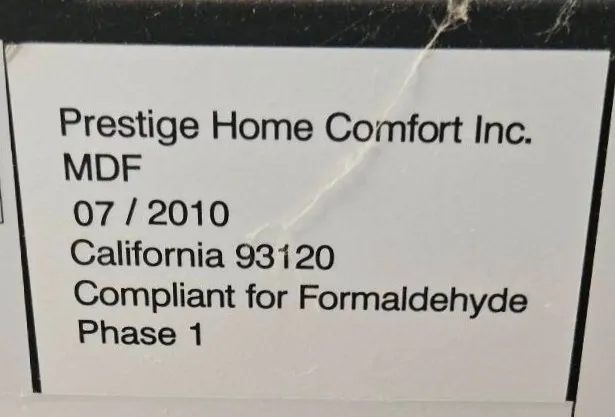 Prestige Home Comfort Inc.
MDF
07 / 2010
California 93120
Compliant for Formaldehyde
Phase 1